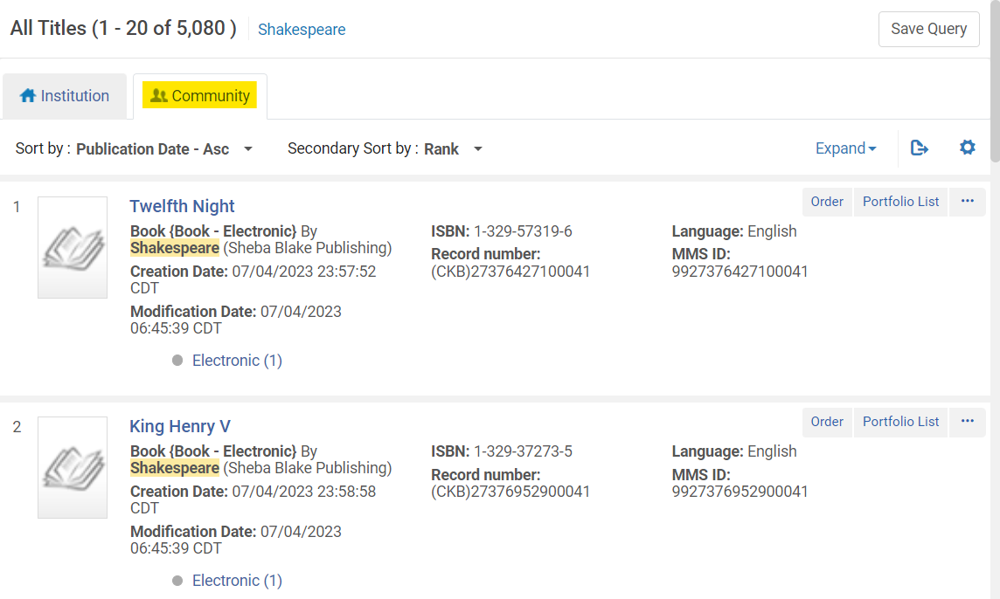 All Titles (1 - 20 of 5,080 ) Shakespeare Save Query
Institution Community
Sort by : Publication Date - Asc Secondary Sort by : Rank Expand
1 Twelfth Night Order Portfolio List ...
Book {Book - Electronic} By ISBN: 1-329-57319-6 Language: English
Shakespeare (Sheba Blake Publishing) Record number: MMS ID:
Creation Date: 07/04/2023 23:57:52 (CKB)27376427100041 9927376427100041
CDT
Modification Date: 07/04/2023
06:45:39 CDT
Electronic (1)
2 King Henry V Order Portfolio List ...
Book {Book - Electronic} By ISBN: 1-329-37273-5 Language: English
Shakespeare (Sheba Blake Publishing) Record number: MMS ID:
Creation Date: 07/04/2023 23:58:58 (CKB)27376952900041 9927376952900041
CDT
Modification Date: 07/04/2023
06:45:39 CDT
Electronic (1)